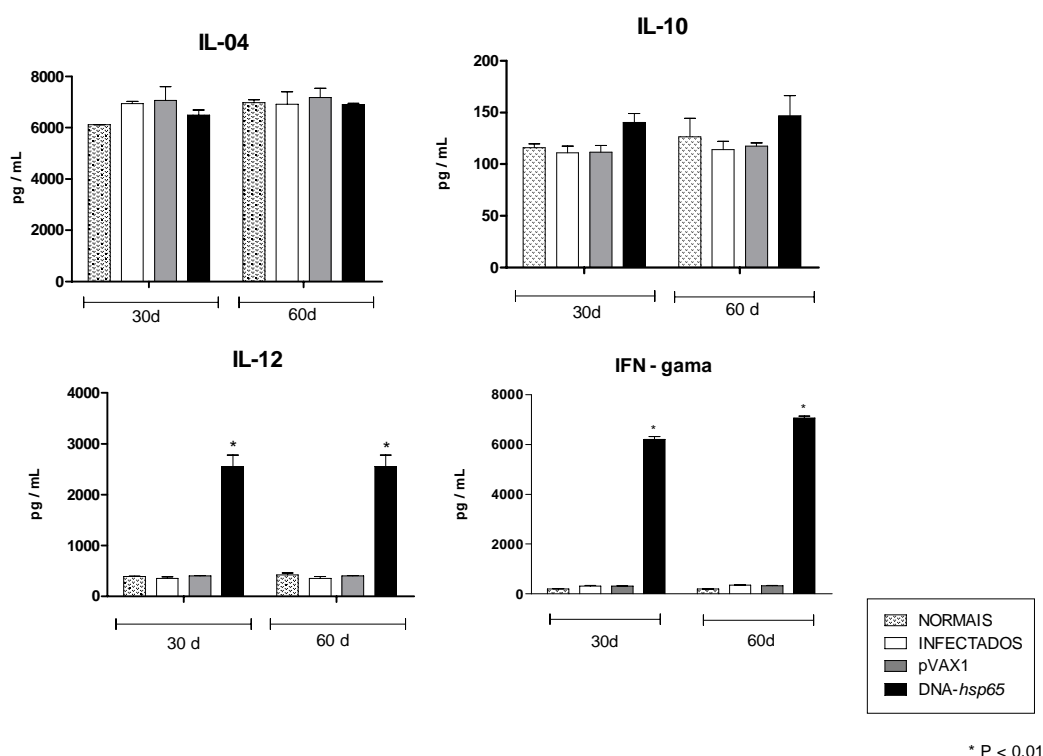 IL-04
8000
6000
4000
2000
0
pg / mL
30d
60d
IL-10
200
150
100
50
0
pg / mL
30d
60 d
IL-12
4000
3000
2000
1000
0
pg / mL
*
*
30 d
60 d
IFN - gama
8000
6000
4000
2000
0
pg / mL
*
*
30d
60d
NORMAIS
INFECTADOS
pVAX1
DNA-hsp65
* P < 0.01